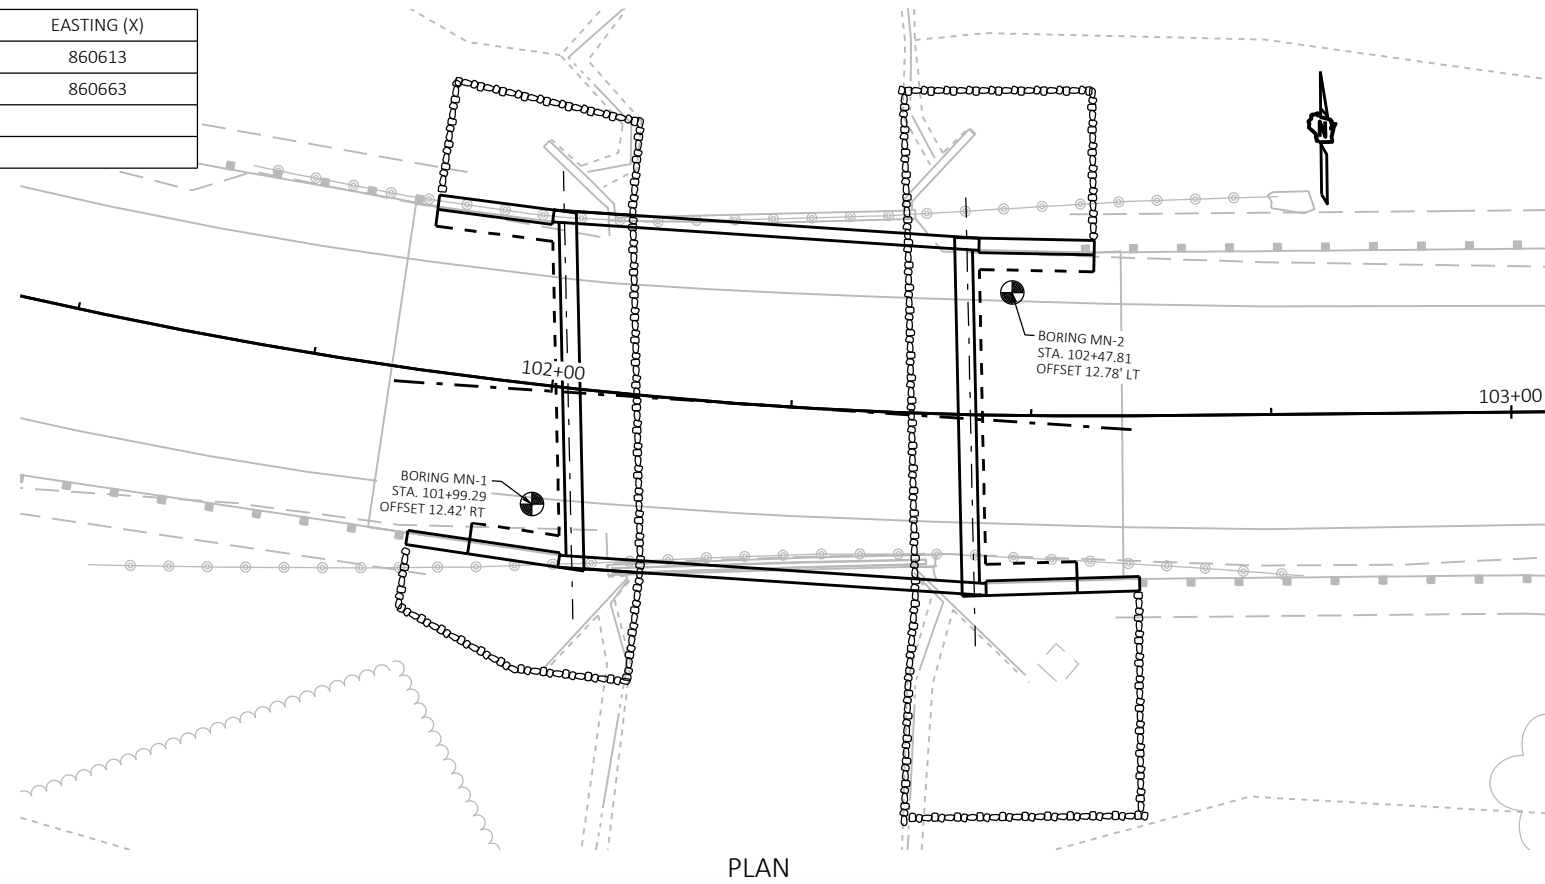 EASTING (X)
860613
860663
N
BORING MN-2
STA. 102+47.81
OFFSET 12.78' LT
102+00
103+00
BORING MN-1
STA. 101+99.29
OFFSET 12.42' RT
PLAN